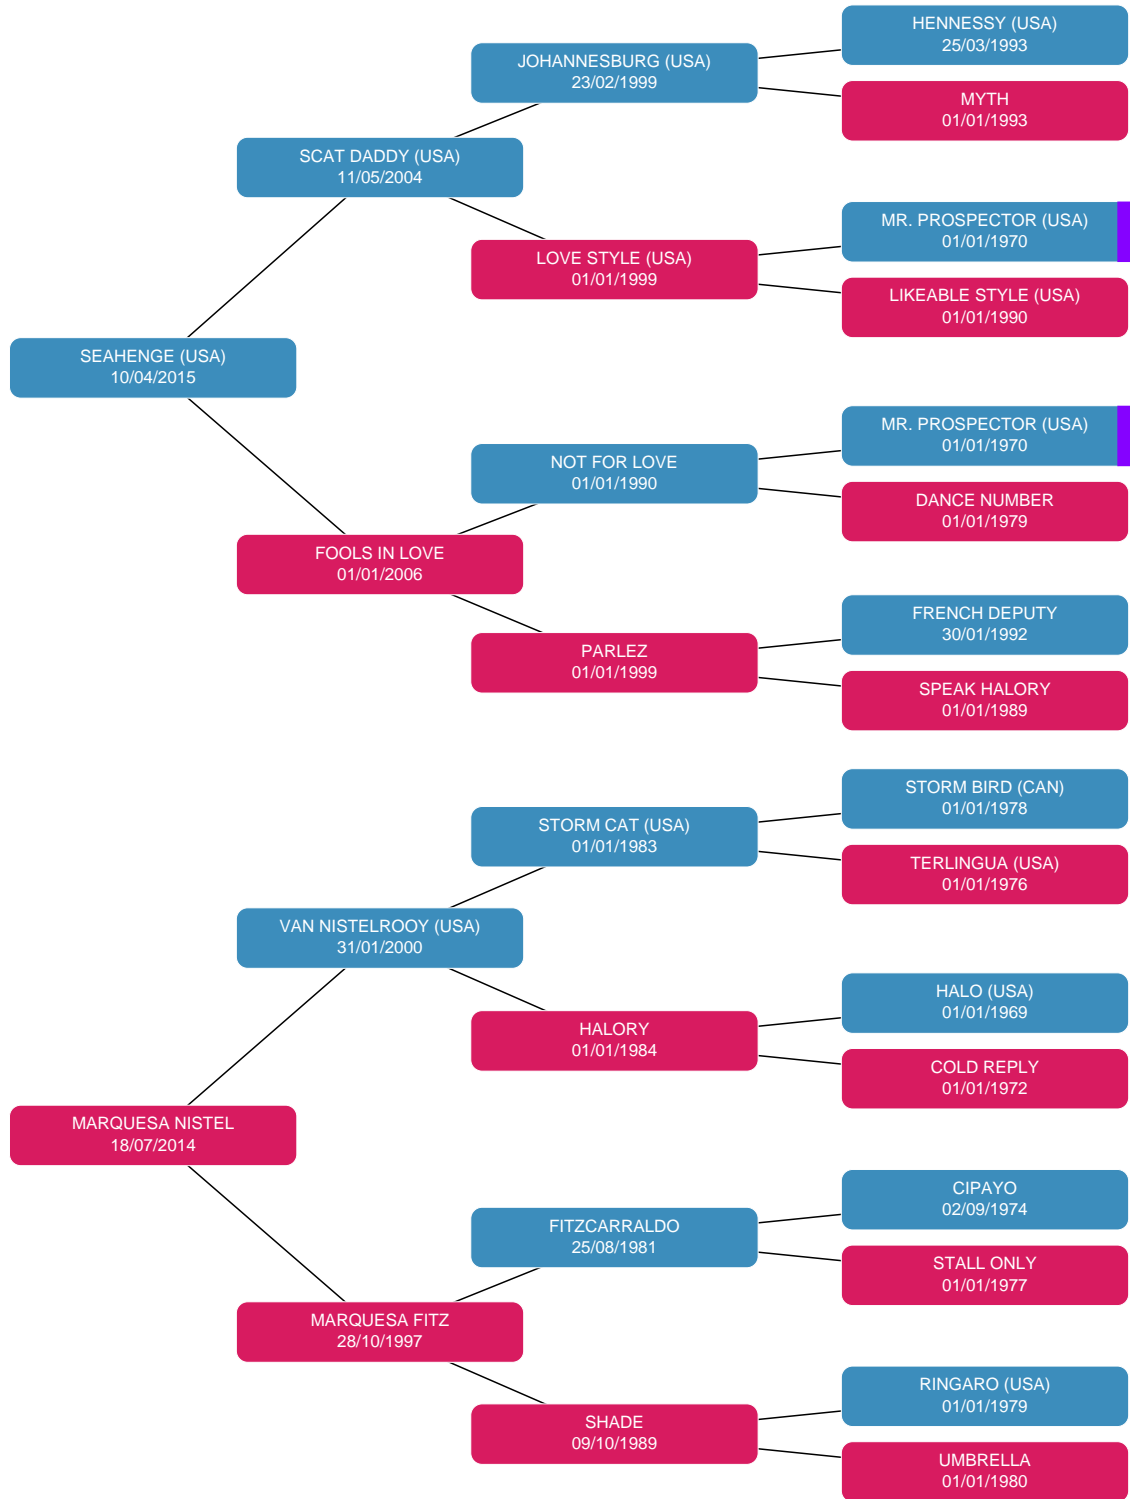 HENNESSY (USA)
25/03/1993
JOHANNESBURG (USA)
23/02/1999
MYTH
01/01/1993
SCAT DADDY (USA)
11/05/2004
MR. PROSPECTOR (USA)
01/01/1970
LOVE STYLE (USA)
01/01/1999
LIKEABLE STYLE (USA)
01/01/1990
SEAHENGE (USA)
10/04/2015
MR. PROSPECTOR (USA)
01/01/1970
NOT FOR LOVE
01/01/1990
DANCE NUMBER
01/01/1979
FOOLS IN LOVE
01/01/2006
FRENCH DEPUTY
30/01/1992
PARLEZ
01/01/1999
SPEAK HALORY
01/01/1989
STORM BIRD (CAN)
01/01/1978
STORM CAT (USA)
01/01/1983
TERLINGUA (USA)
01/01/1976
VAN NISTELROOY (USA)
31/01/2000
HALO (USA)
01/01/1969
HALORY
01/01/1984
COLD REPLY
01/01/1972
MARQUESA NISTEL
18/07/2014
CIPAYO
02/09/1974
FITZCARRALDO
25/08/1981
STALL ONLY
01/01/1977
MARQUESA FITZ
28/10/1997
RINGARO (USA)
01/01/1979
SHADE
09/10/1989
UMBRELLA
01/01/1980